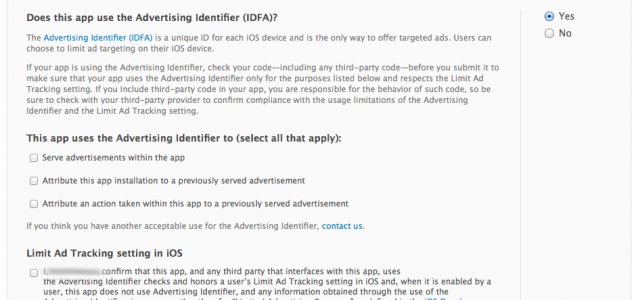 Does this app use the Advertising Identifier (IDFA)?
Yes
No
The Advertising Identifier (IDFA) is a unique ID for each iOS device and is the only way to offer targeted ads. Users can
choose to limit ad targeting on their iOS device.
If your app is using the Advertising Identifier, check your code—including any third-party code—before you submit it to
make sure that your app uses the Advertising Identifier only for the purposes listed below and respects the Limit Ad
Tracking setting. If you include third-party code in your app, you are responsible for the behavior of such code, so be
sure to check with your third-party provider to confirm compliance with the usage limitations of the Advertising
Identifier and the Limit Ad Tracking setting.
This app uses the Advertising Identifier to (select all that apply):
Serve advertisements within the app
Attribute this app installation to a previously served advertisement
Attribute an action taken within this app to a previously served advertisement
If you think you have another acceptable use for the Advertising Identifier, contact us.
Limit Ad Tracking setting in iOS
I, confirm that this app, and any third party that interfaces with this app, uses
the Advertising Identifier checks and honors a user's Limit Ad Tracking setting in iOS and, when it is enabled by a
user, this app does not use Advertising Identifier, and any information obtained through the use of the